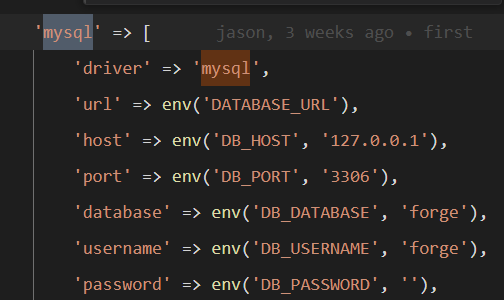 'mysql' => [ jason, 3 weeks ago • first
'driver' => 'mysql',
'url' => env('DATABASE_URL'),
'host' => env('DB_HOST', '127.0.0.1'),
'port' => env('DB_PORT', '3306'),
'database' => env('DB_DATABASE', 'forge'),
'username' => env('DB_USERNAME', 'forge'),
'password' => env('DB_PASSWORD', ''),